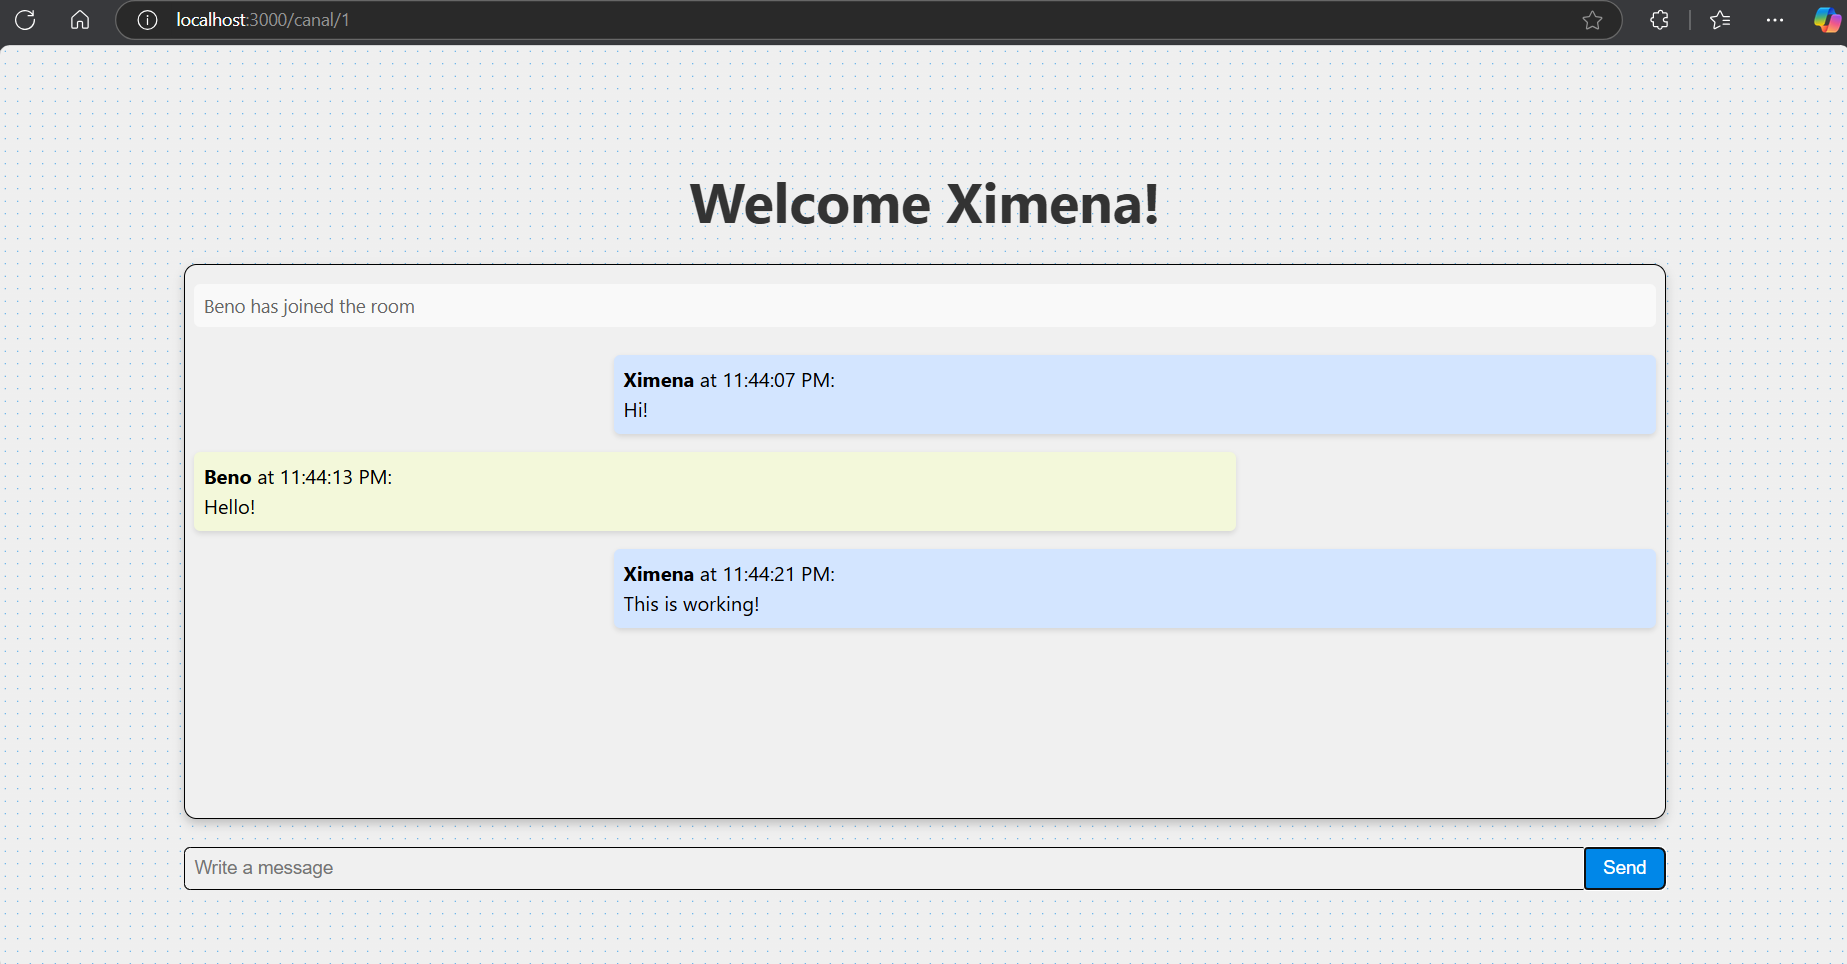 localhost:3000/canal/1
Welcome Ximena!
Beno has joined the room
Ximena at 11:44:07 PM:
Hi!
Beno at 11:44:13 PM:
Hello!
Ximena at 11:44:21 PM:
This is working!
Write a message
Send